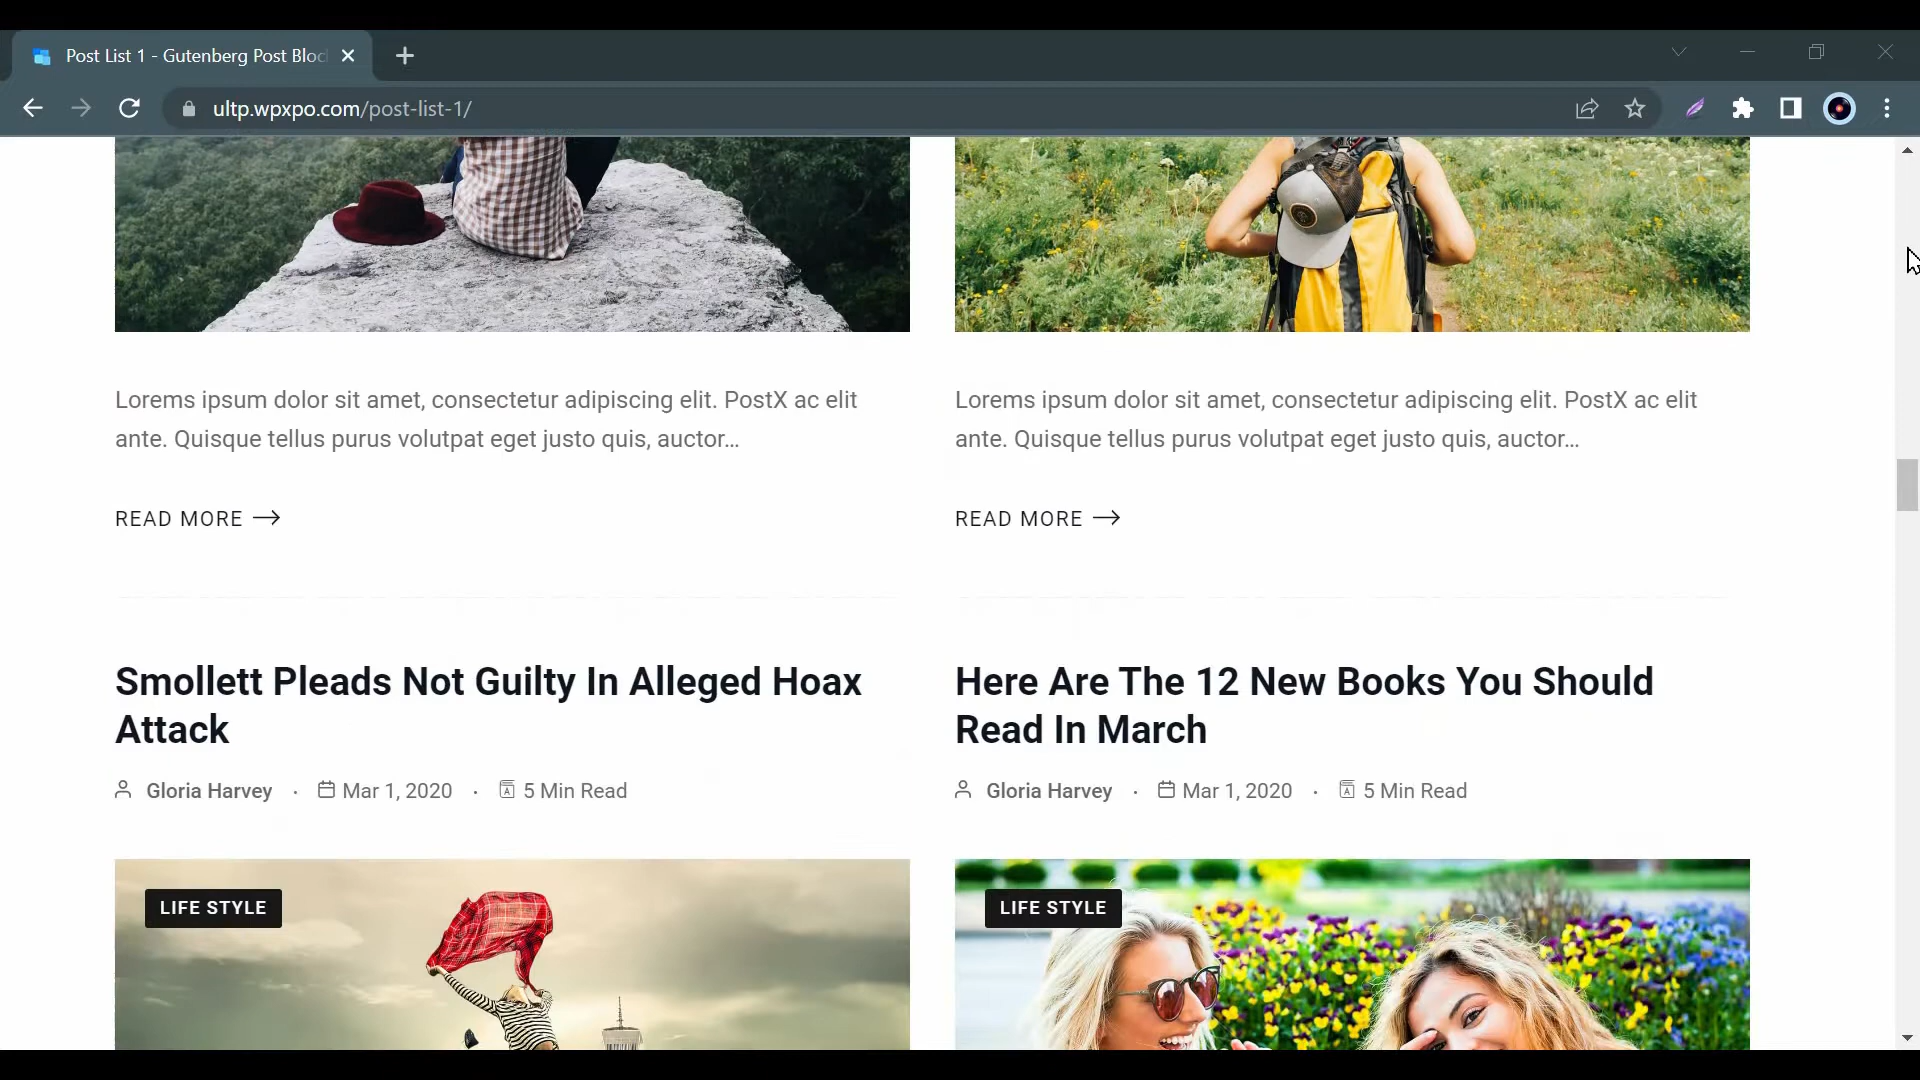 Post List 1 - Gutenberg Post Bloc
ultp.wpxpo.com/post-list-1/
Lorems ipsum dolor sit amet, consectetur adipiscing elit. PostX ac elit
ante. Quisque tellus purus volutpat eget justo quis, auctor...
READ MORE
Lorems ipsum dolor sit amet, consectetur adipiscing elit. PostX ac elit
ante. Quisque tellus purus volutpat eget justo quis, auctor...
READ MORE
Smollett Pleads Not Guilty In Alleged Hoax
Attack
Gloria Harvey · Mar 1, 2020 · 5 Min Read
LIFE STYLE
Here Are The 12 New Books You Should
Read In March
Gloria Harvey · Mar 1, 2020 · 5 Min Read
LIFE STYLE